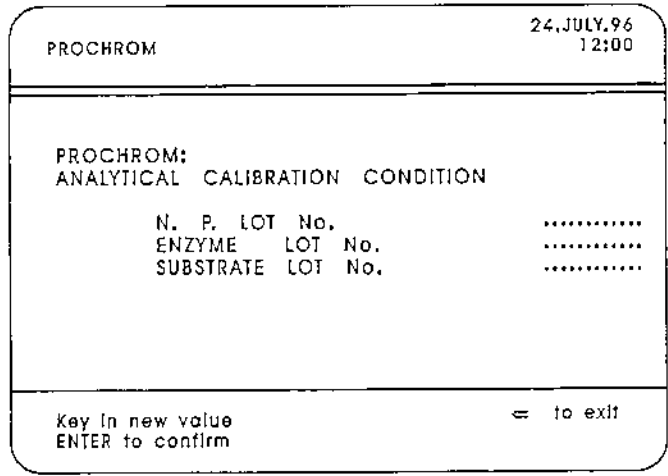 24.JULY.96
PROCHROM 12:00
PROCHROM:
ANALYTICAL CALIBRATION CONDITION
N. P. LOT No. ............
ENZYME LOT No. ............
SUBSTRATE LOT No. ............
Key in new value ⇐ to exit
ENTER to confirm